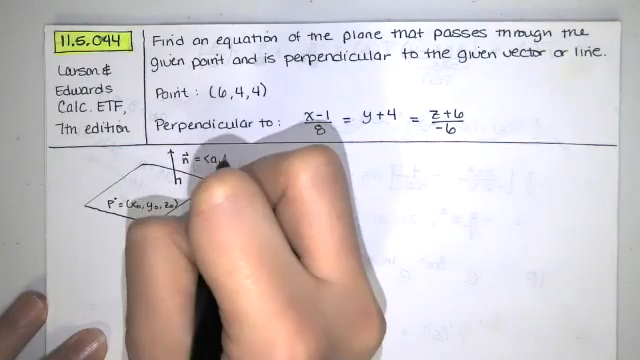 11.5.044
Larson &
Edwards
Calc. ETF,
7th edition
Find an equation of the plane that passes through the
given point and is perpendicular to the given vector or line.
Point: (6,4,4)
Perpendicular to: x-1/8 = y+4 = z+6/-6
n = <a,
P = (x₀, y₀, z₀)